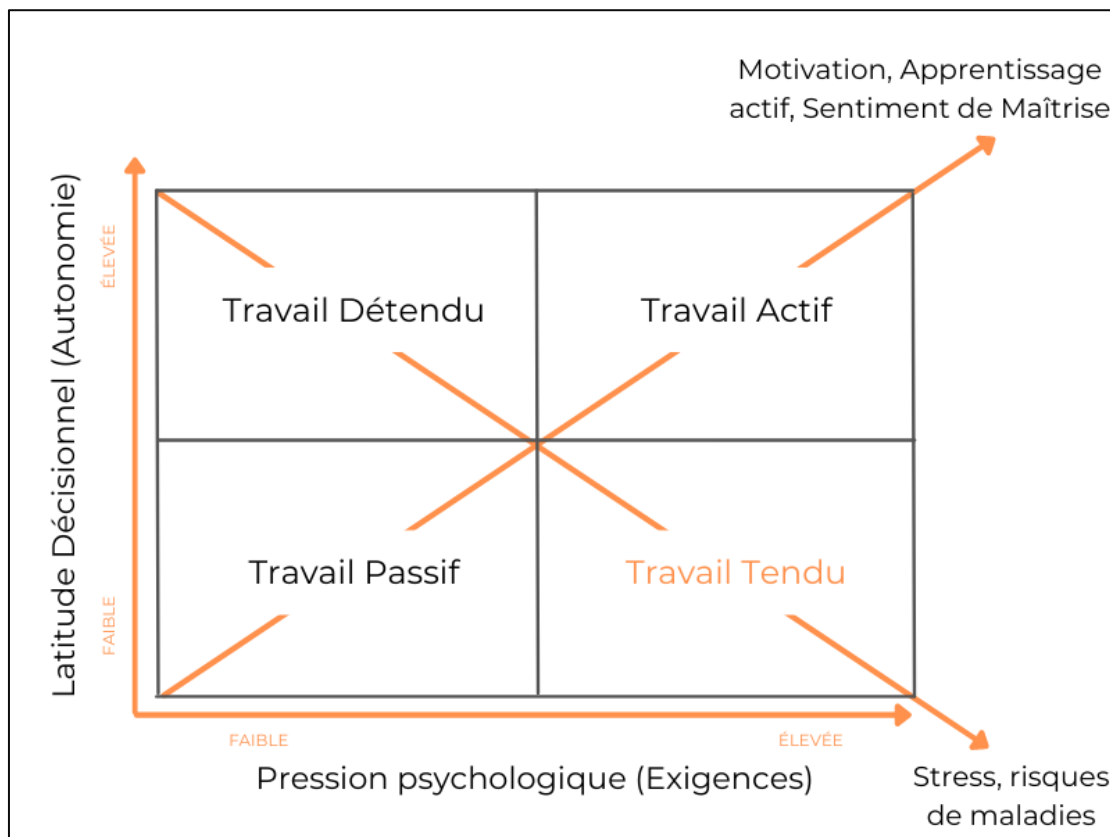 Motivation, Apprentissage
actif, Sentiment de Maîtrise
Latitude Décisionnel (Autonomie)
ÉLEVÉE
FAIBLE
Travail Détendu
Travail Actif
Travail Passif
Travail Tendu
FAIBLE
ÉLEVÉE
Pression psychologique (Exigences)
Stress, risques
de maladies